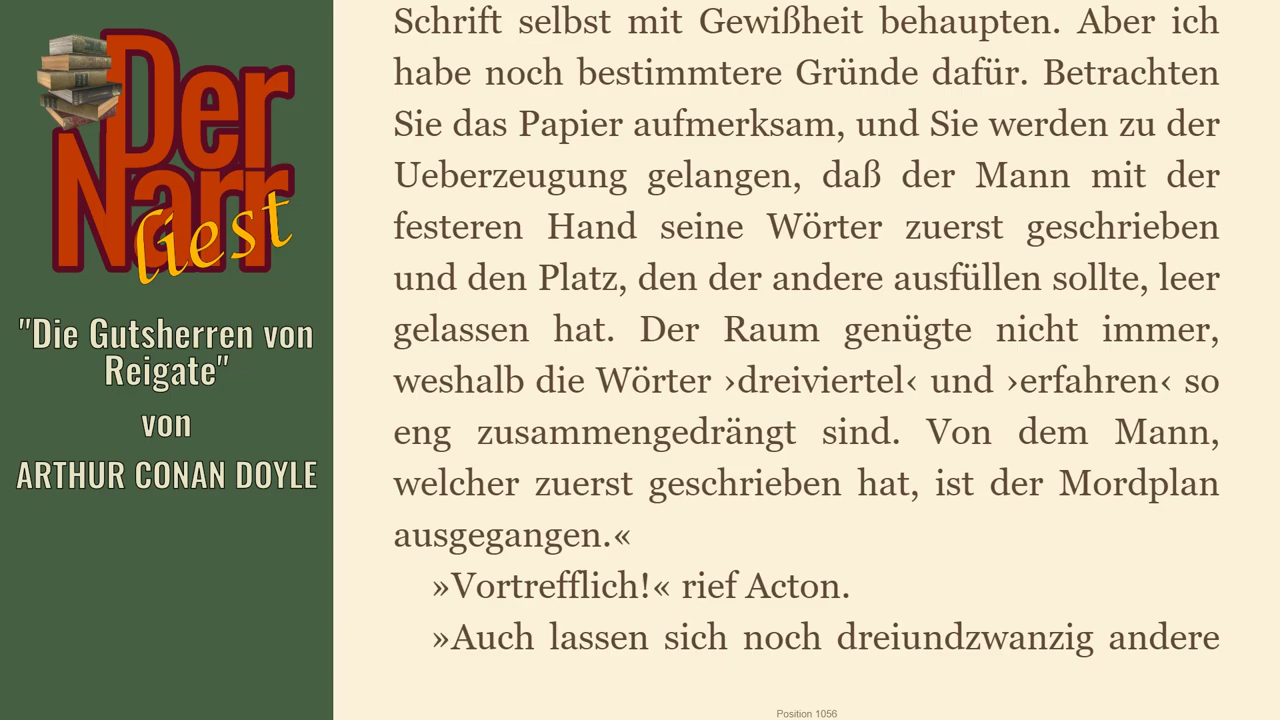 Der
Narr
liest
"Die Gutsherren von
Reigate"
von
ARTHUR CONAN DOYLE
Schrift selbst mit Gewißheit behaupten. Aber ich
habe noch bestimmtere Gründe dafür. Betrachten
Sie das Papier aufmerksam, und Sie werden zu der
Ueberzeugung gelangen, daß der Mann mit der
festeren Hand seine Wörter zuerst geschrieben
und den Platz, den der andere ausfüllen sollte, leer
gelassen hat. Der Raum genügte nicht immer,
weshalb die Wörter ›dreiviertel‹ und ›erfahren‹ so
eng zusammengedrängt sind. Von dem Mann,
welcher zuerst geschrieben hat, ist der Mordplan
ausgegangen.«
»Vortrefflich!« rief Acton.
»Auch lassen sich noch dreiundzwanzig andere
Position 1056